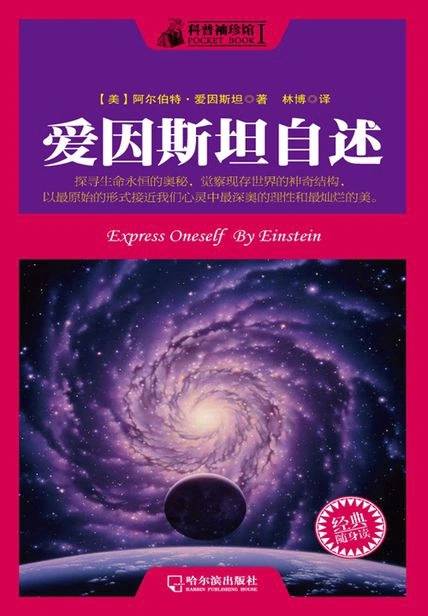 科普袖珍馆 I
POCKET BOOK
【美】阿尔伯特·爱因斯坦◎著 林博◎译
爱因斯坦自述
探寻生命永恒的奥秘，觉察现存世界的神奇结构，
以最原始的形式接近我们心灵中最深奥的理性和最灿烂的美。
Express Oneself By Einstein
经典
随身读
哈尔滨出版社
HARBIN PUBLISHING HOUSE